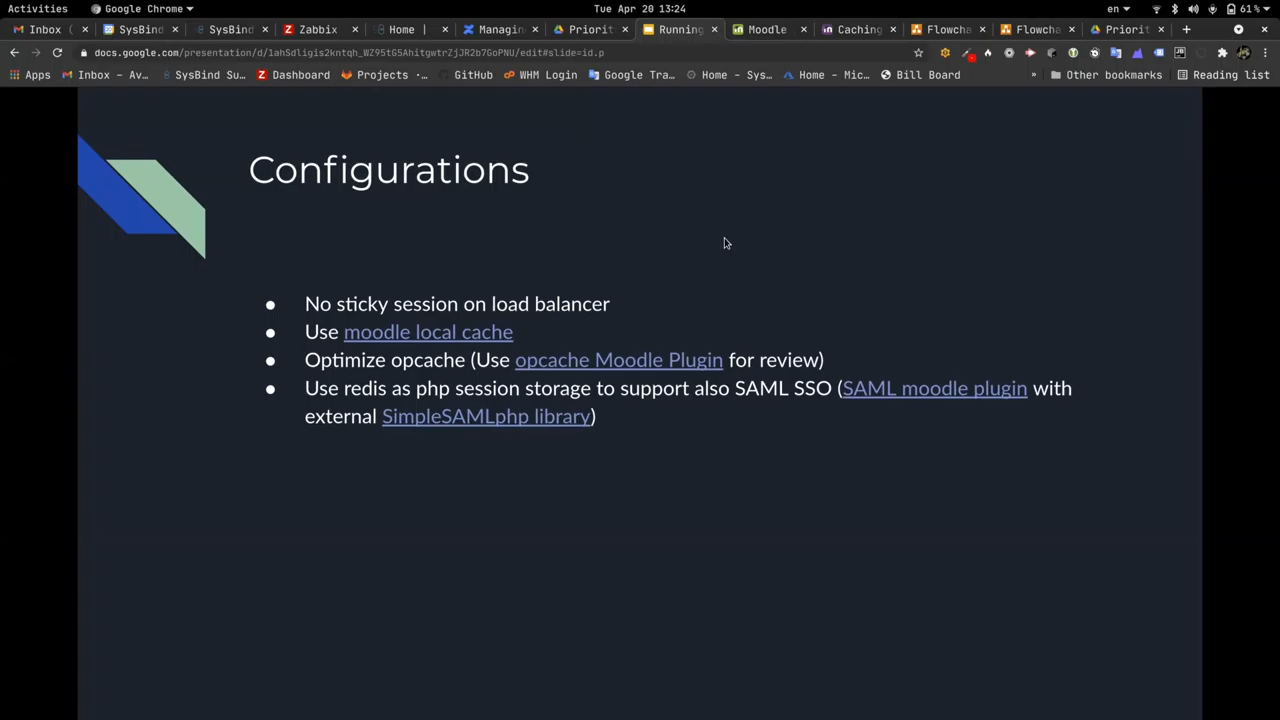 Activities Google Chrome Tue Apr 20 13:24 en 61%
Inbox ( SysBind SysBind Zabbix Home | Managin Priorit Running Moodle Caching Flowcha Flowcha Priorit
docs.google.com/presentation/d/1ahSdligis2kntqh_WZ95tG5AhitgwtrZjJR2b7GoPNU/edit#slide=id.p
Apps Inbox – Av… SysBind Su… Dashboard Projects · … GitHub WHM Login Google Tra… Home – Sys… Home – Mic… Bill Board » Other bookmarks Reading list
Configurations
● No sticky session on load balancer
● Use moodle local cache
● Optimize opcache (Use opcache Moodle Plugin for review)
● Use redis as php session storage to support also SAML SSO (SAML moodle plugin with
external SimpleSAMLphp library)